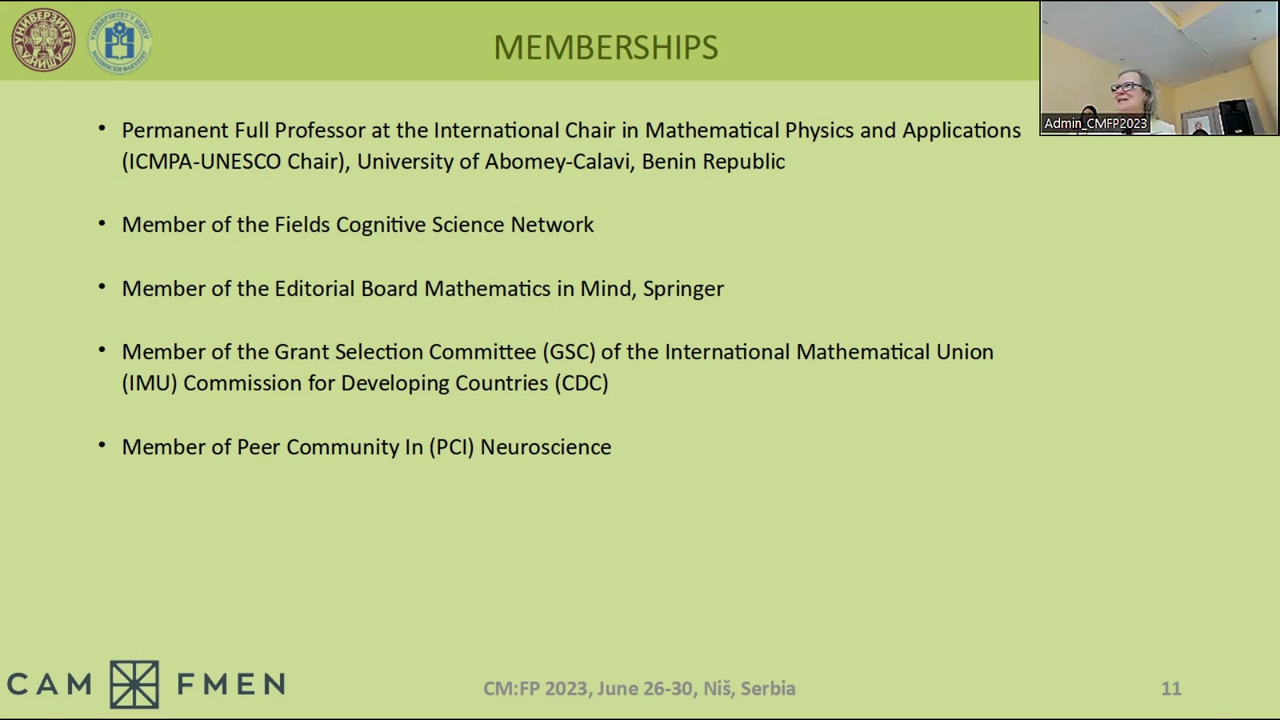 MEMBERSHIPS
Admin_CMFP2023
• Permanent Full Professor at the International Chair in Mathematical Physics and Applications
(ICMPA-UNESCO Chair), University of Abomey-Calavi, Benin Republic
• Member of the Fields Cognitive Science Network
• Member of the Editorial Board Mathematics in Mind, Springer
• Member of the Grant Selection Committee (GSC) of the International Mathematical Union
(IMU) Commission for Developing Countries (CDC)
• Member of Peer Community In (PCI) Neuroscience
CAM FMEN
CM:FP 2023, June 26-30, Niš, Serbia
11